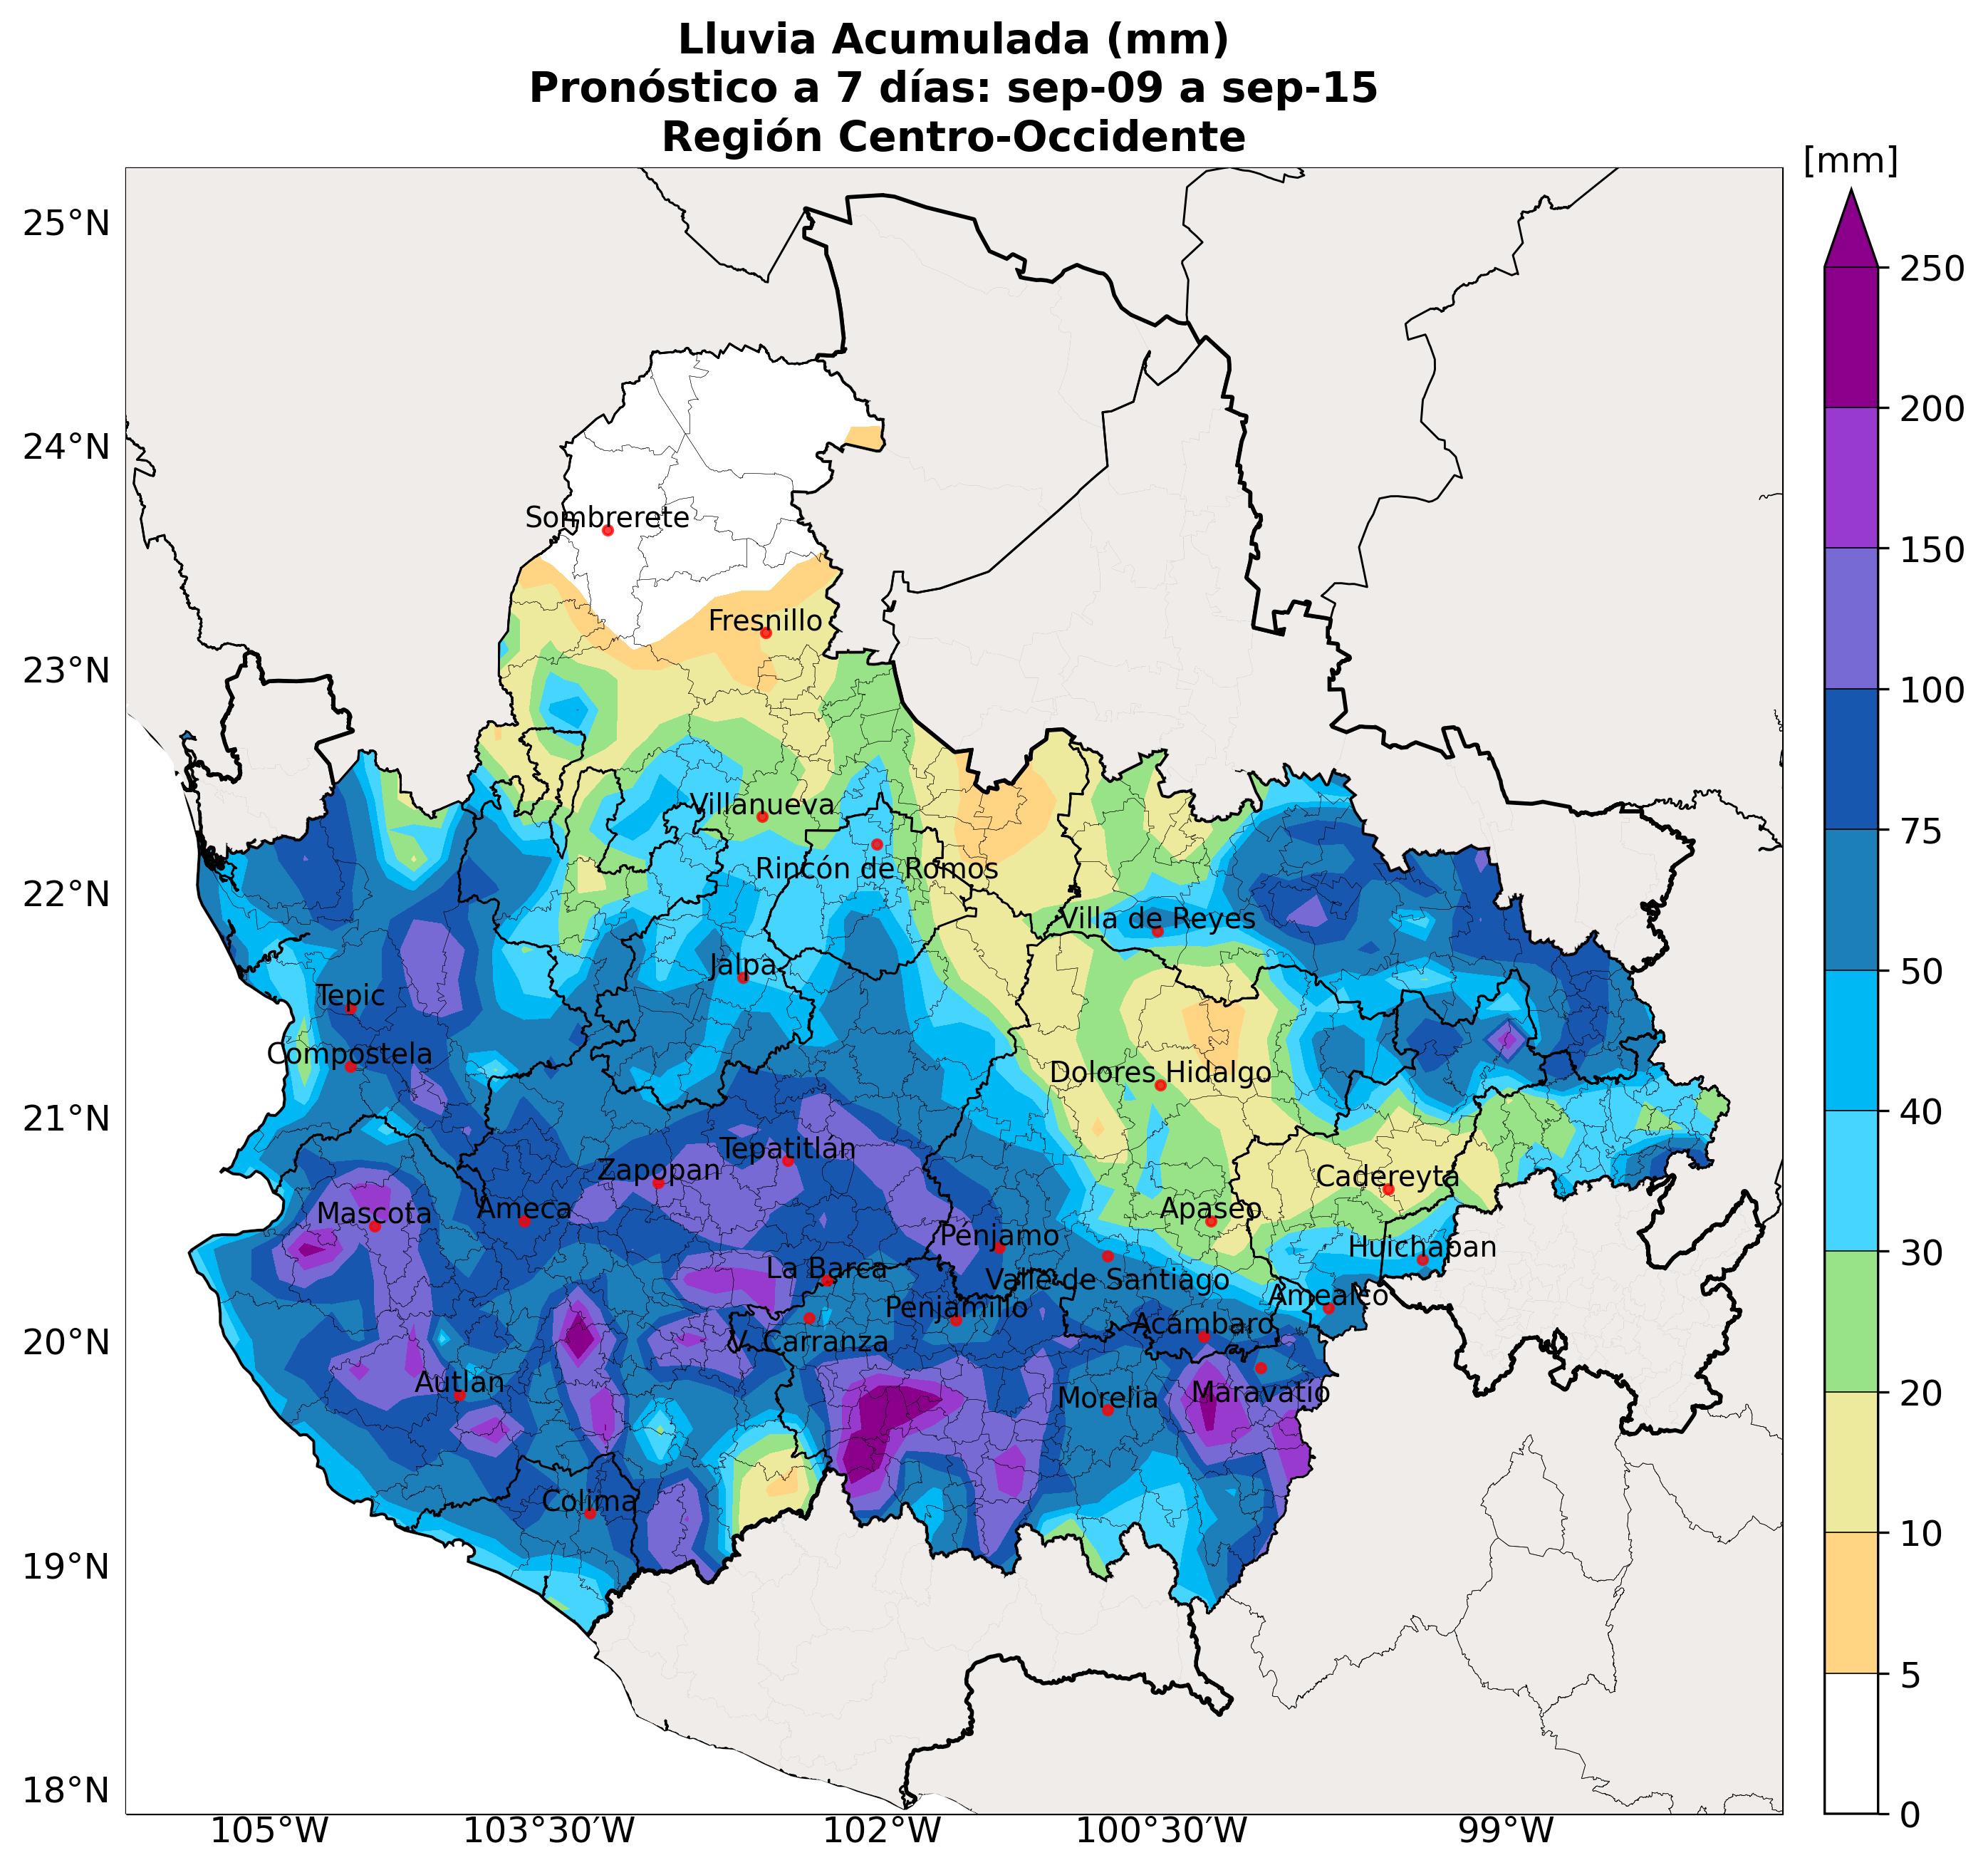 Lluvia Acumulada (mm)
Pronóstico a 7 días: sep-09 a sep-15
Región Centro-Occidente
[mm]
25°N
24°N
23°N
22°N
21°N
20°N
19°N
18°N
105°W
103°30'W
102°W
100°30'W
99°W
250
200
150
100
75
50
40
30
20
10
5
0
Sombrerete
Fresnillo
Villanueva
Rincón de Romos
Villa de Reyes
Jalpa
Tepic
Compostela
Dolores Hidalgo
Tepatitlán
Zapopan
Cadereyta
Ameca
Mascota
Apaseo
Pénjamo
Huichapan
La Barca
Valle de Santiago
Amealco
Penjamillo
Acámbaro
V. Carranza
Autlan
Maravatío
Morelia
Colima